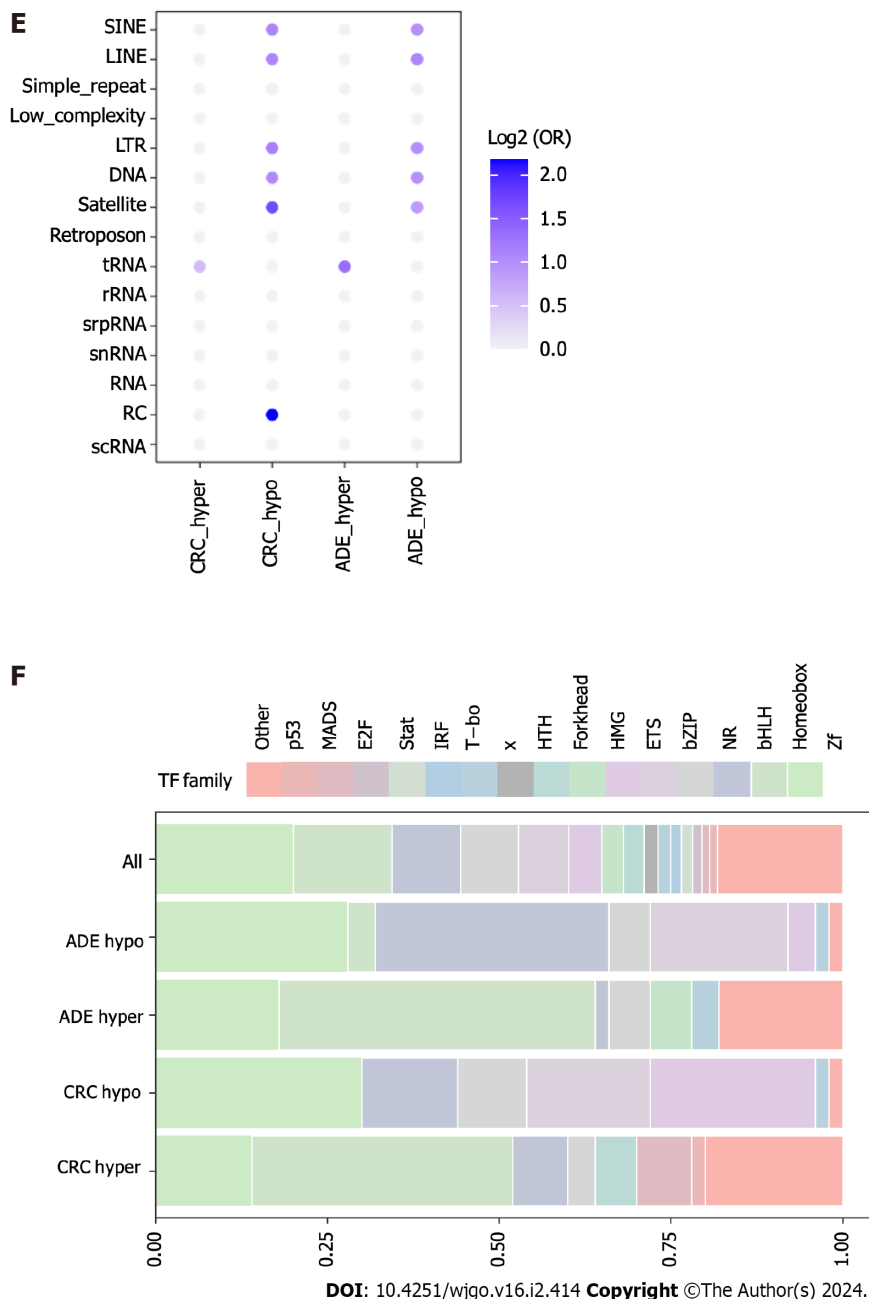 E
SINE
LINE
Simple_repeat
Low_complexity
LTR
DNA
Satellite
Retroposon
tRNA
rRNA
srpRNA
snRNA
RNA
RC
scRNA
CRC_hyper
CRC_hypo
ADE_hyper
ADE_hypo
Log2 (OR)
2.0
1.5
1.0
0.5
0.0
F
Other
p53
MADS
E2F
Stat
IRF
T-bo
x
HTH
Forkhead
HMG
ETS
bZIP
NR
bHLH
Homeobox
Zf
TF family
All
ADE hypo
ADE hyper
CRC hypo
CRC hyper
0.00
0.25
0.50
0.75
1.00
DOI: 10.4251/wjgo.v16.i2.414 Copyright ©The Author(s) 2024.